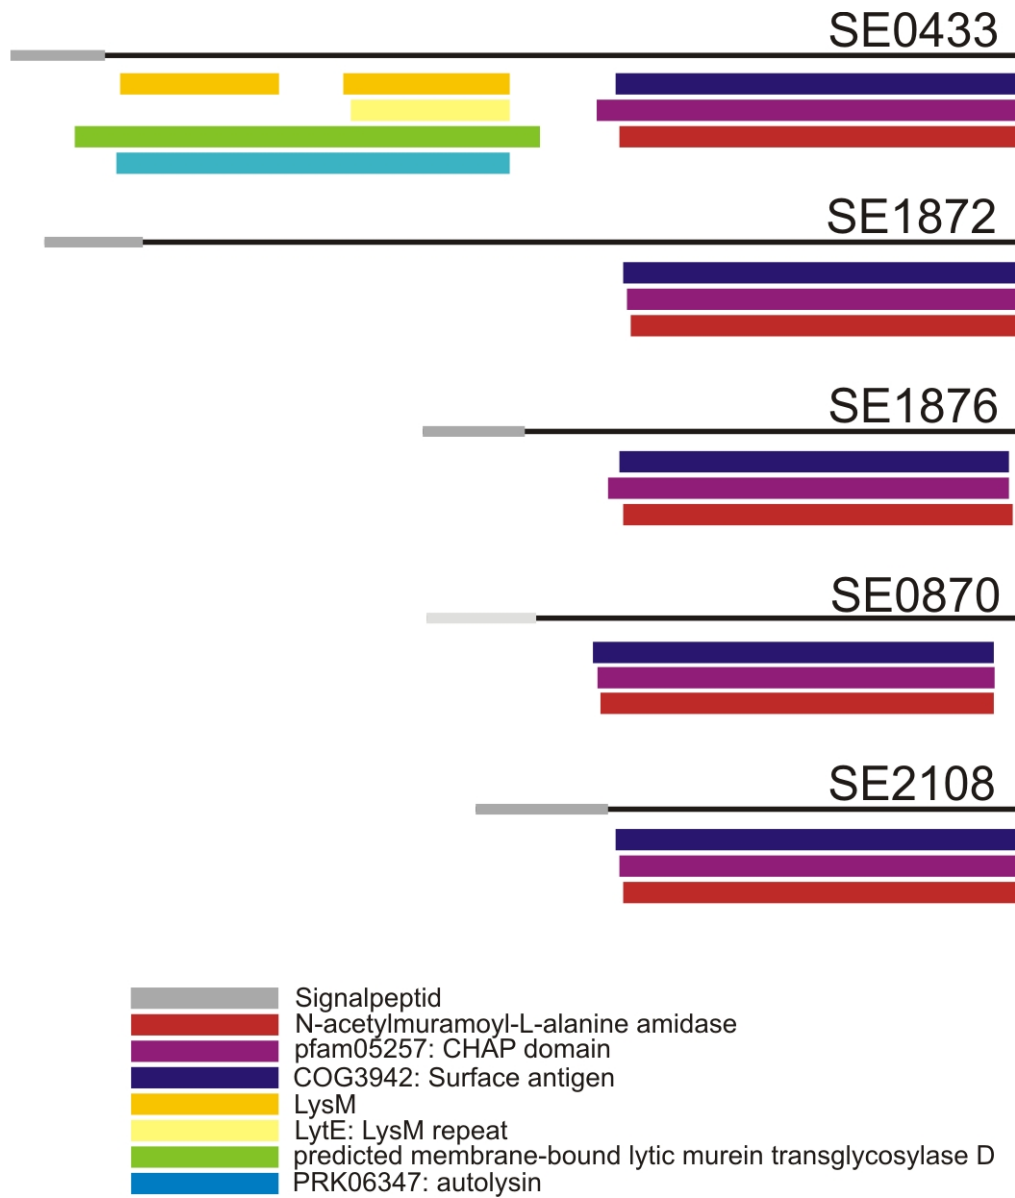 SE0433
SE1872
SE1876
SE0870
SE2108
Signalpeptid
N-acetylmuramoyl-L-alanine amidase
pfam05257: CHAP domain
COG3942: Surface antigen
LysM
LytE: LysM repeat
predicted membrane-bound lytic murein transglycosylase D
PRK06347: autolysin